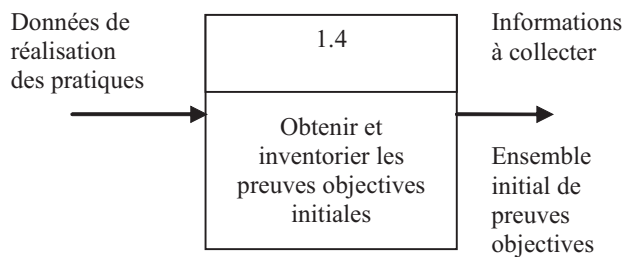 Données de
réalisation
des pratiques
1.4
Obtenir et
inventorier les
preuves objectives
initiales
Informations
à collecter
Ensemble
initial de
preuves
objectives